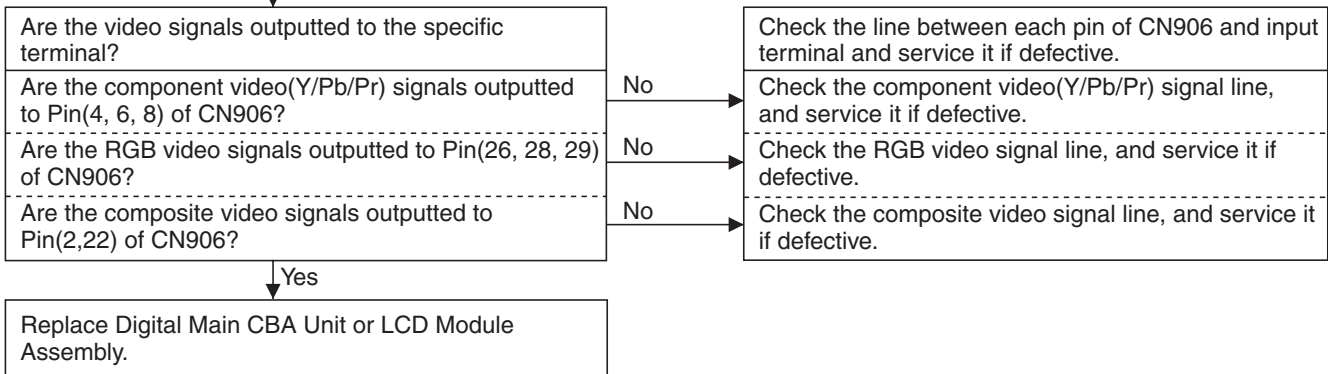 Are the video signals outputted to the specific
terminal?
Check the line between each pin of CN906 and input
terminal and service it if defective.
Are the component video(Y/Pb/Pr) signals outputted
to Pin(4, 6, 8) of CN906?
No
Check the component video(Y/Pb/Pr) signal line,
and service it if defective.
Are the RGB video signals outputted to Pin(26, 28, 29)
of CN906?
No
Check the RGB video signal line, and service it if
defective.
Are the composite video signals outputted to
Pin(2,22) of CN906?
No
Check the composite video signal line, and service it
if defective.
Yes
Replace Digital Main CBA Unit or LCD Module
Assembly.